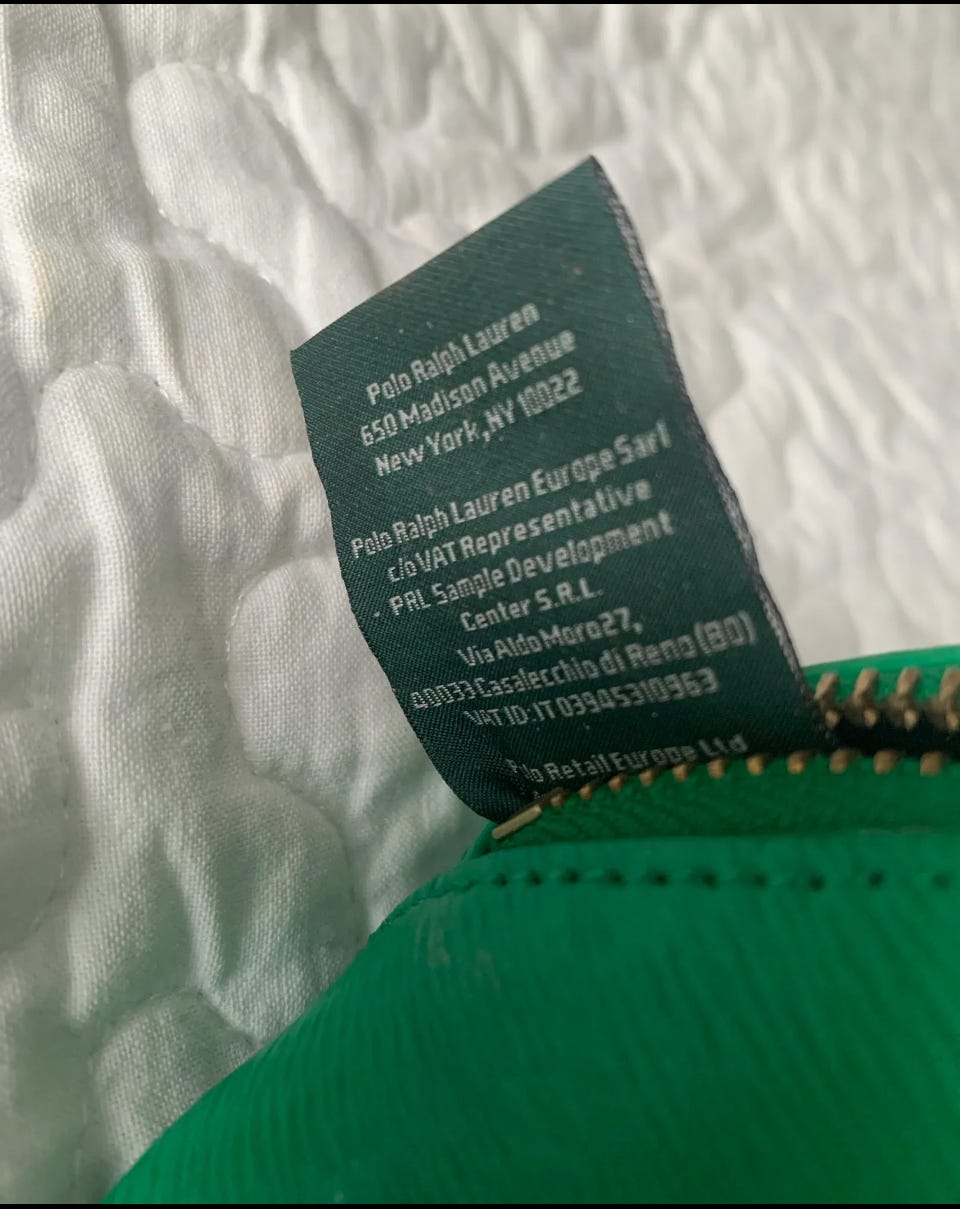 Polo Ralph Lauren
650 Madison Avenue
New York, NY 10022
Polo Ralph Lauren Europe Sarl
c/o VAT Representative
PRL Sample Development
Center S.R.L.
Via Aldo Moro 27,
40033 Casalecchio di Reno (BO)
VAT ID: IT 03945310963
Polo Retail Europe Ltd